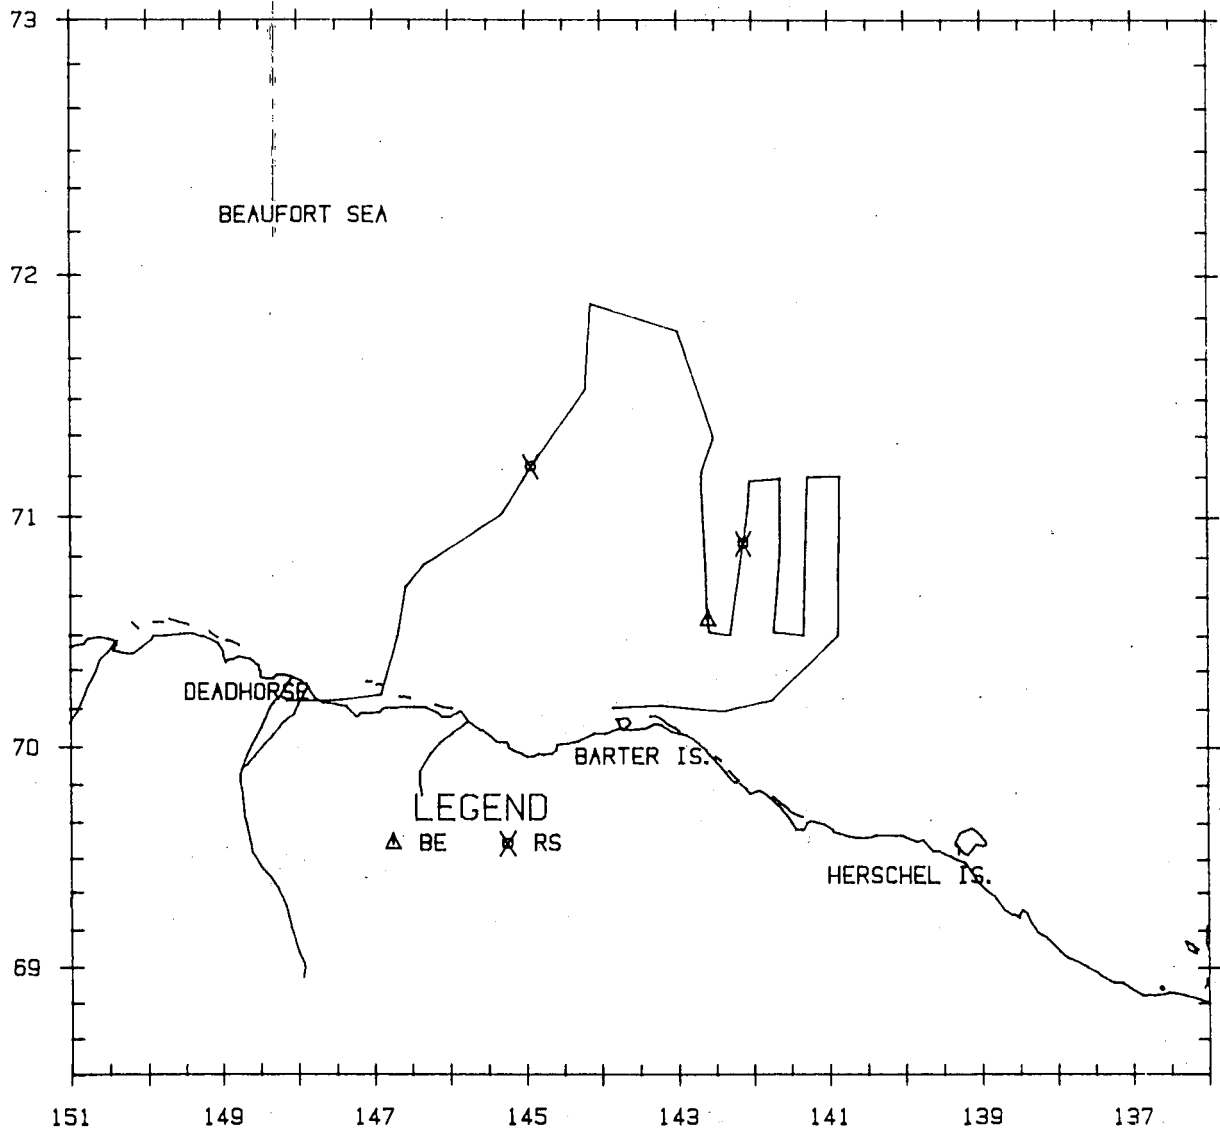 73
BEAUFORT SEA
72
71
DEADHORSE
70
BARTER IS.
LEGEND
BE RS
HERSCHEL IS.
69
151 149 147 145 143 141 139 137